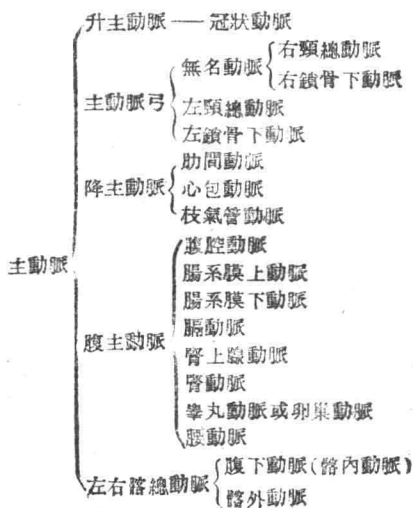 升主動脈——冠狀動脈
右頸總動脈
無名動脈
右鎖骨下動脈
主動脈弓
左頸總動脈
左鎖骨下動脈
肋間動脈
降主動脈
心包動脈
枝氣管動脈
主動脈
腹腔動脈
腸系膜上動脈
腸系膜下動脈
膈動脈
腹主動脈
腎上腺動脈
腎動脈
睾丸動脈或卵巢動脈
腰動脈
左右髂總動脈
腹下動脈(髂內動脈)
髂外動脈